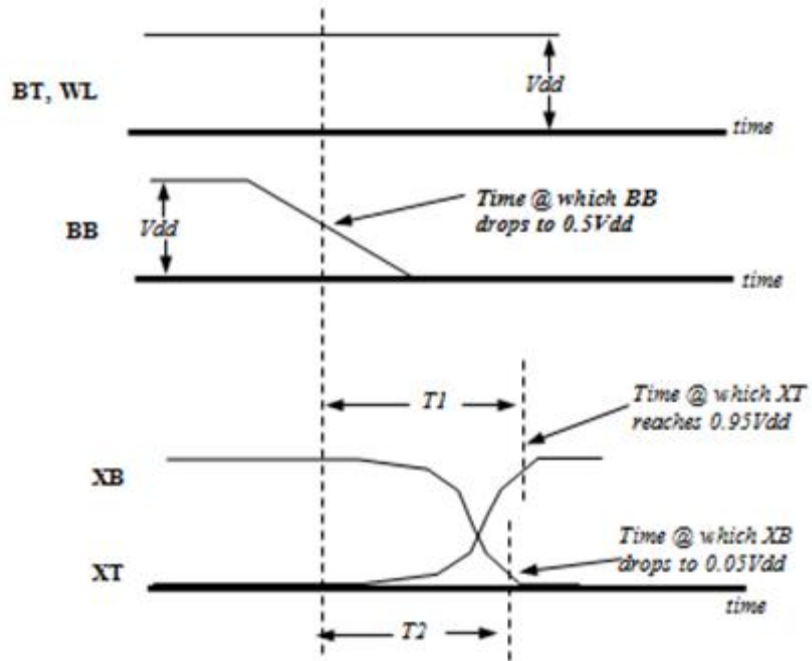 BT, WL
Vdd
time
BB
Vdd
Time @ which BB
drops to 0.5Vdd
time
T1
Time @ which XT
reaches 0.95Vdd
XB
Time @ which XB
drops to 0.05Vdd
XT
time
T2